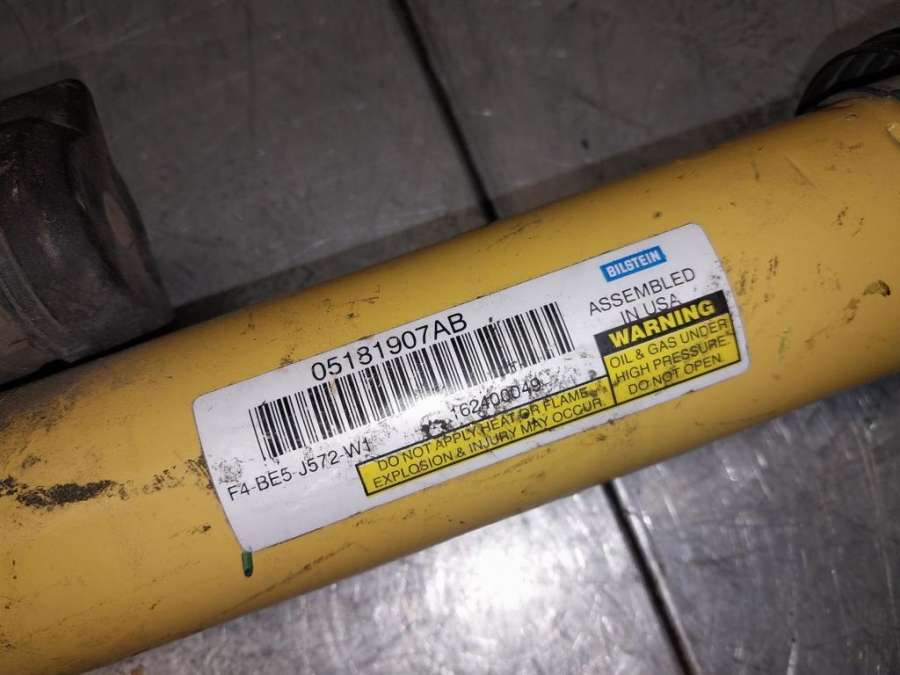 BILSTEIN
ASSEMBLED
IN USA
05181907AB
162400049
F4-BE5-J572-W1
WARNING
OIL & GAS UNDER
HIGH PRESSURE.
DO NOT OPEN.
DO NOT APPLY HEAT OR FLAME.
EXPLOSION & INJURY MAY OCCUR.